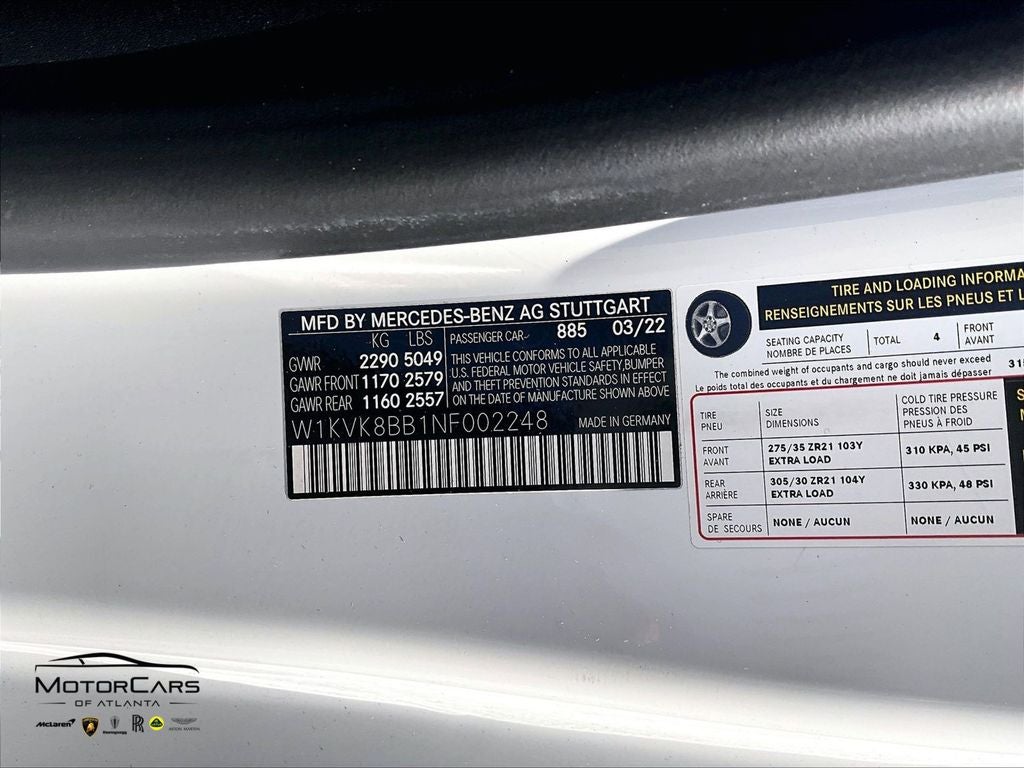 MFD BY MERCEDES-BENZ AG STUTTGART
KG LBS
GVWR 2290 5049
GAWR FRONT 1170 2579
GAWR REAR 1160 2557
PASSENGER CAR 885 03/22
THIS VEHICLE CONFORMS TO ALL APPLICABLE
U.S. FEDERAL MOTOR VEHICLE SAFETY, BUMPER
AND THEFT PREVENTION STANDARDS IN EFFECT
ON THE DATE OF MANUFACTURE SHOWN ABOVE
W1KVK8BB1NF002248
MADE IN GERMANY
TIRE AND LOADING INFORMA
RENSEIGNEMENTS SUR LES PNEUS ET L
SEATING CAPACITY
NOMBRE DE PLACES
TOTAL 4
FRONT
AVANT
The combined weight of occupants and cargo should never exceed
Le poids total des occupants et du chargement ne doit jamais dépasser
315
TIRE
PNEU
SIZE
DIMENSIONS
COLD TIRE PRESSURE
PRESSION DES
PNEUS À FROID
FRONT
AVANT
275/35 ZR21 103Y
EXTRA LOAD
310 KPA, 45 PSI
REAR
ARRIÈRE
305/30 ZR21 104Y
EXTRA LOAD
330 KPA, 48 PSI
SPARE
DE SECOURS
NONE / AUCUN
NONE / AUCUN
MOTORCARS
OF ATLANTA
McLaren
Koenigsegg
ASTON MARTIN